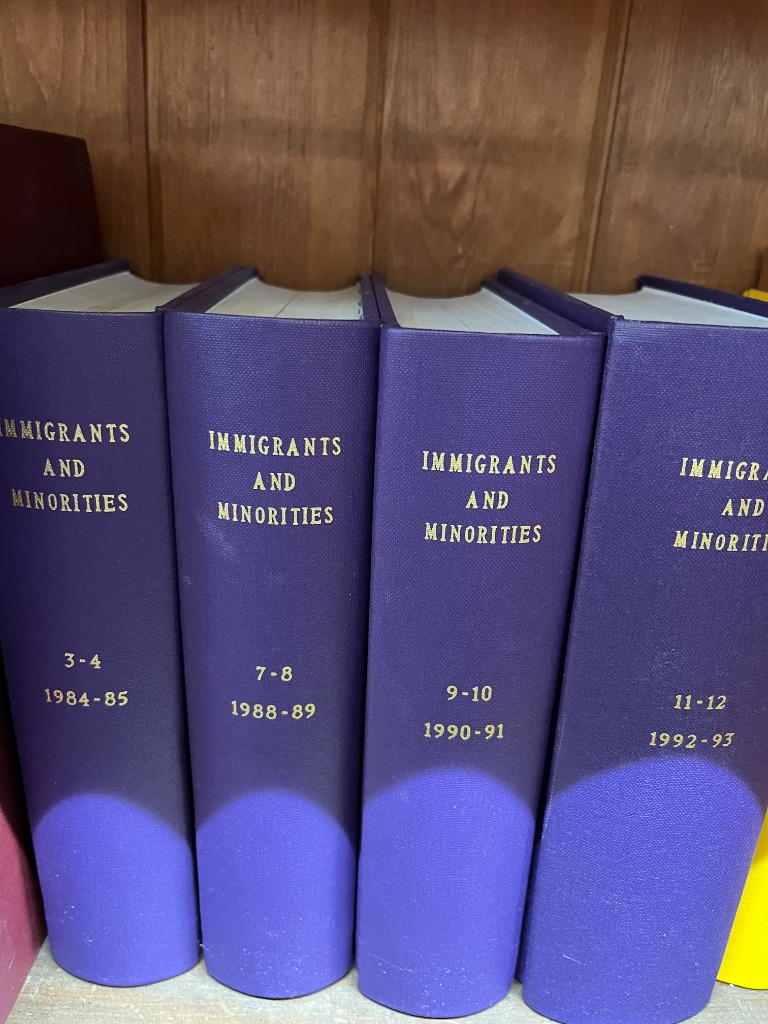 IMMIGRANTS
AND
MINORITIES
3-4
1984-85
IMMIGRANTS
AND
MINORITIES
7-8
1988-89
IMMIGRANTS
AND
MINORITIES
9-10
1990-91
IMMIGRA
AND
MINORITI
11-12
1992-93